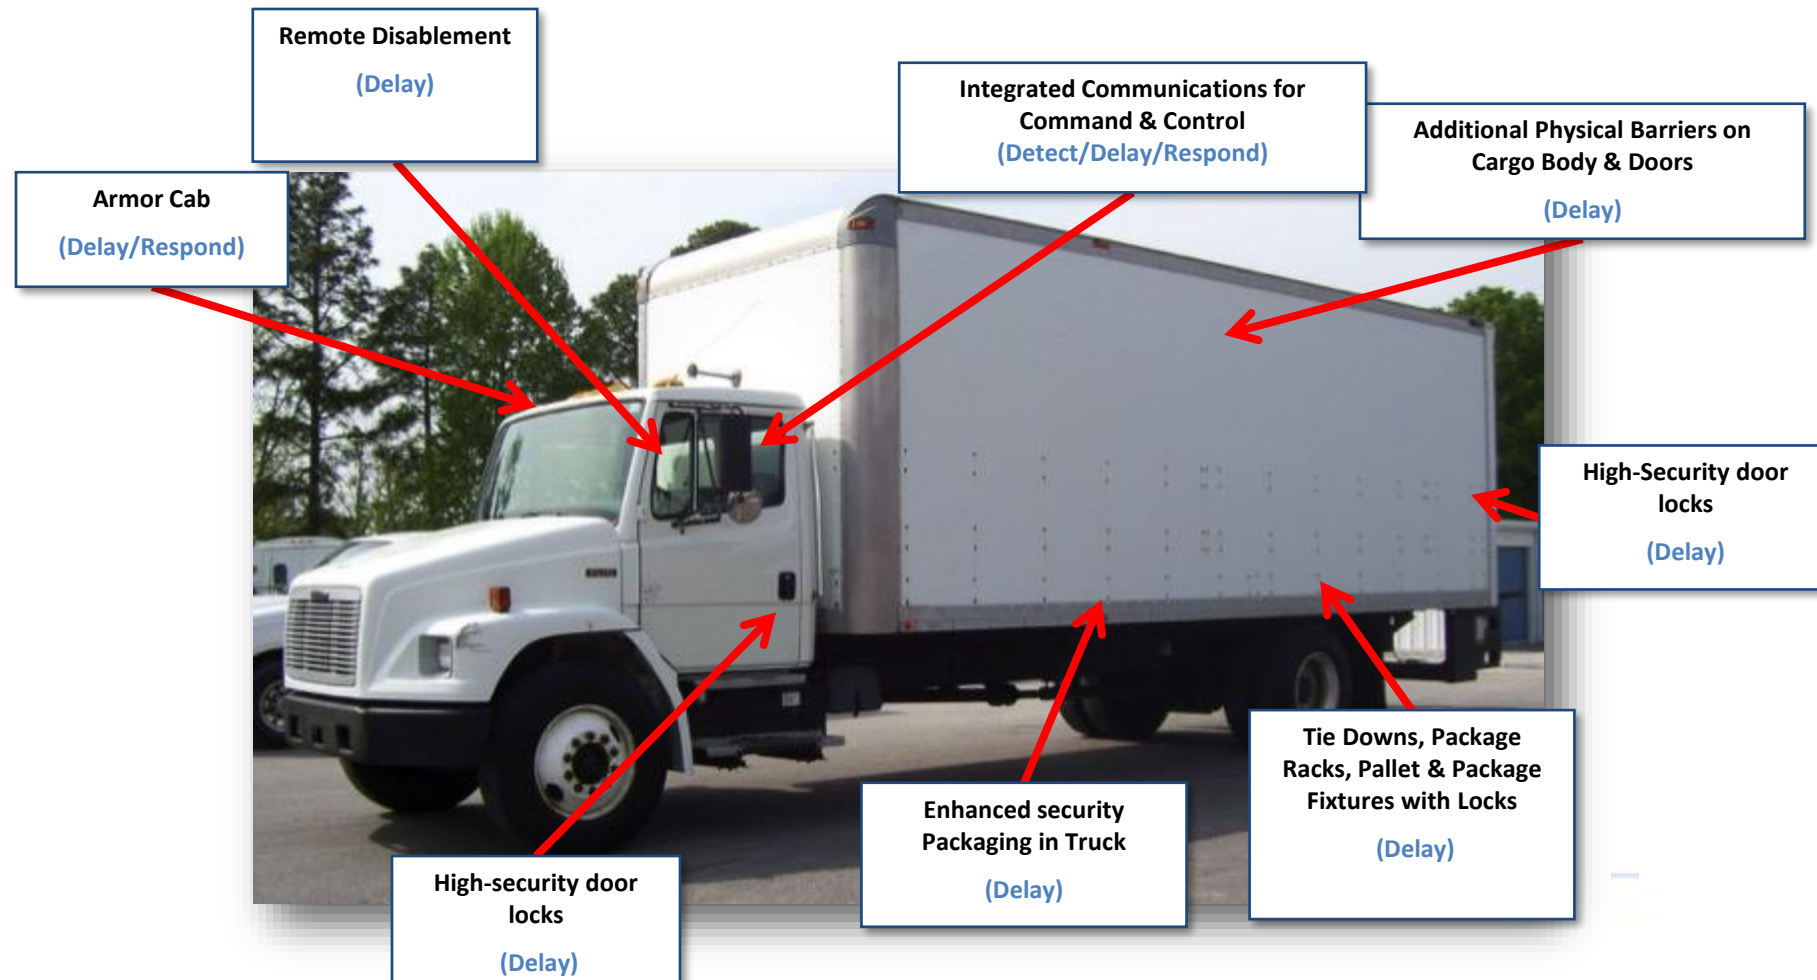 Remote Disablement
(Delay)
Integrated Communications for
Command & Control
(Detect/Delay/Respond)
Additional Physical Barriers on
Cargo Body & Doors
(Delay)
Armor Cab
(Delay/Respond)
High-Security door
locks
(Delay)
Tie Downs, Package
Racks, Pallet & Package
Fixtures with Locks
(Delay)
Enhanced security
Packaging in Truck
(Delay)
High-security door
locks
(Delay)